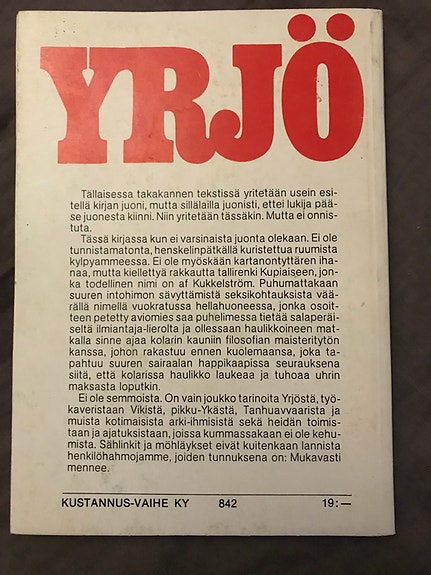 YRJÖ
Tällaisessa takakannen tekstissä yritetään usein esi-
tellä kirjan juoni, mutta sillälailla juonisti, ettei lukija pää-
se juonesta kiinni. Niin yritetään tässäkin. Mutta ei onnis-
tuta.
Tässä kirjassa kun ei varsinaista juonta olekaan. Ei ole
tunnistamatonta, henskelinpätkällä kuristettua ruumista
kylpyammeessa. Ei ole myöskään kartanontyttären iha-
naa, mutta kiellettyä rakkautta tallirenki Kupiaiseen, jon-
ka todellinen nimi on af Kukkelström. Puhumattakaan
suuren intohimon sävyttämistä seksikohtauksista vää-
rällä nimellä vuokratussa hellahuoneessa, jonka osoit-
teen petetty aviomies saa puhelimessa tietää salaperäi-
seltä ilmiantaja-lierolta ja ollessaan haulikkoineen mat-
kalla sinne ajaa kolarin kauniin filosofian maisteritytön
kanssa, johon rakastuu ennen kuolemaansa, joka ta-
pahtuu suuren sairaalan happikaapissa seurauksena
siitä, että kolarissa haulikko laukeaa ja tuhoaa uhrin
maksasta loputkin.
Ei ole semmoista. On vain joukko tarinoita Yrjöstä, työ-
kaveristaan Vikistä, pikku-Ykästä, Tanhuavvaarista ja
muista kotimaisista arki-ihmisistä sekä heidän toimis-
taan ja ajatuksistaan, joissa kummassakaan ei ole kehu-
mista. Sählinkit ja möhläykset eivät kuitenkaan lannista
henkilöhahmojamme, joiden tunnuksena on: Mukavasti
mennee.
KUSTANNUS-VAIHE KY 842 19:—